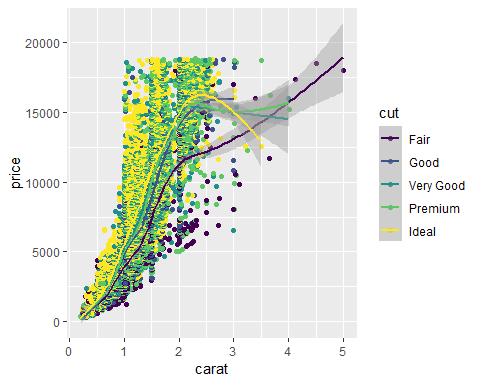 20000
15000
10000
5000
0
price
0
1
2
3
4
5
carat
cut
Fair
Good
Very Good
Premium
Ideal